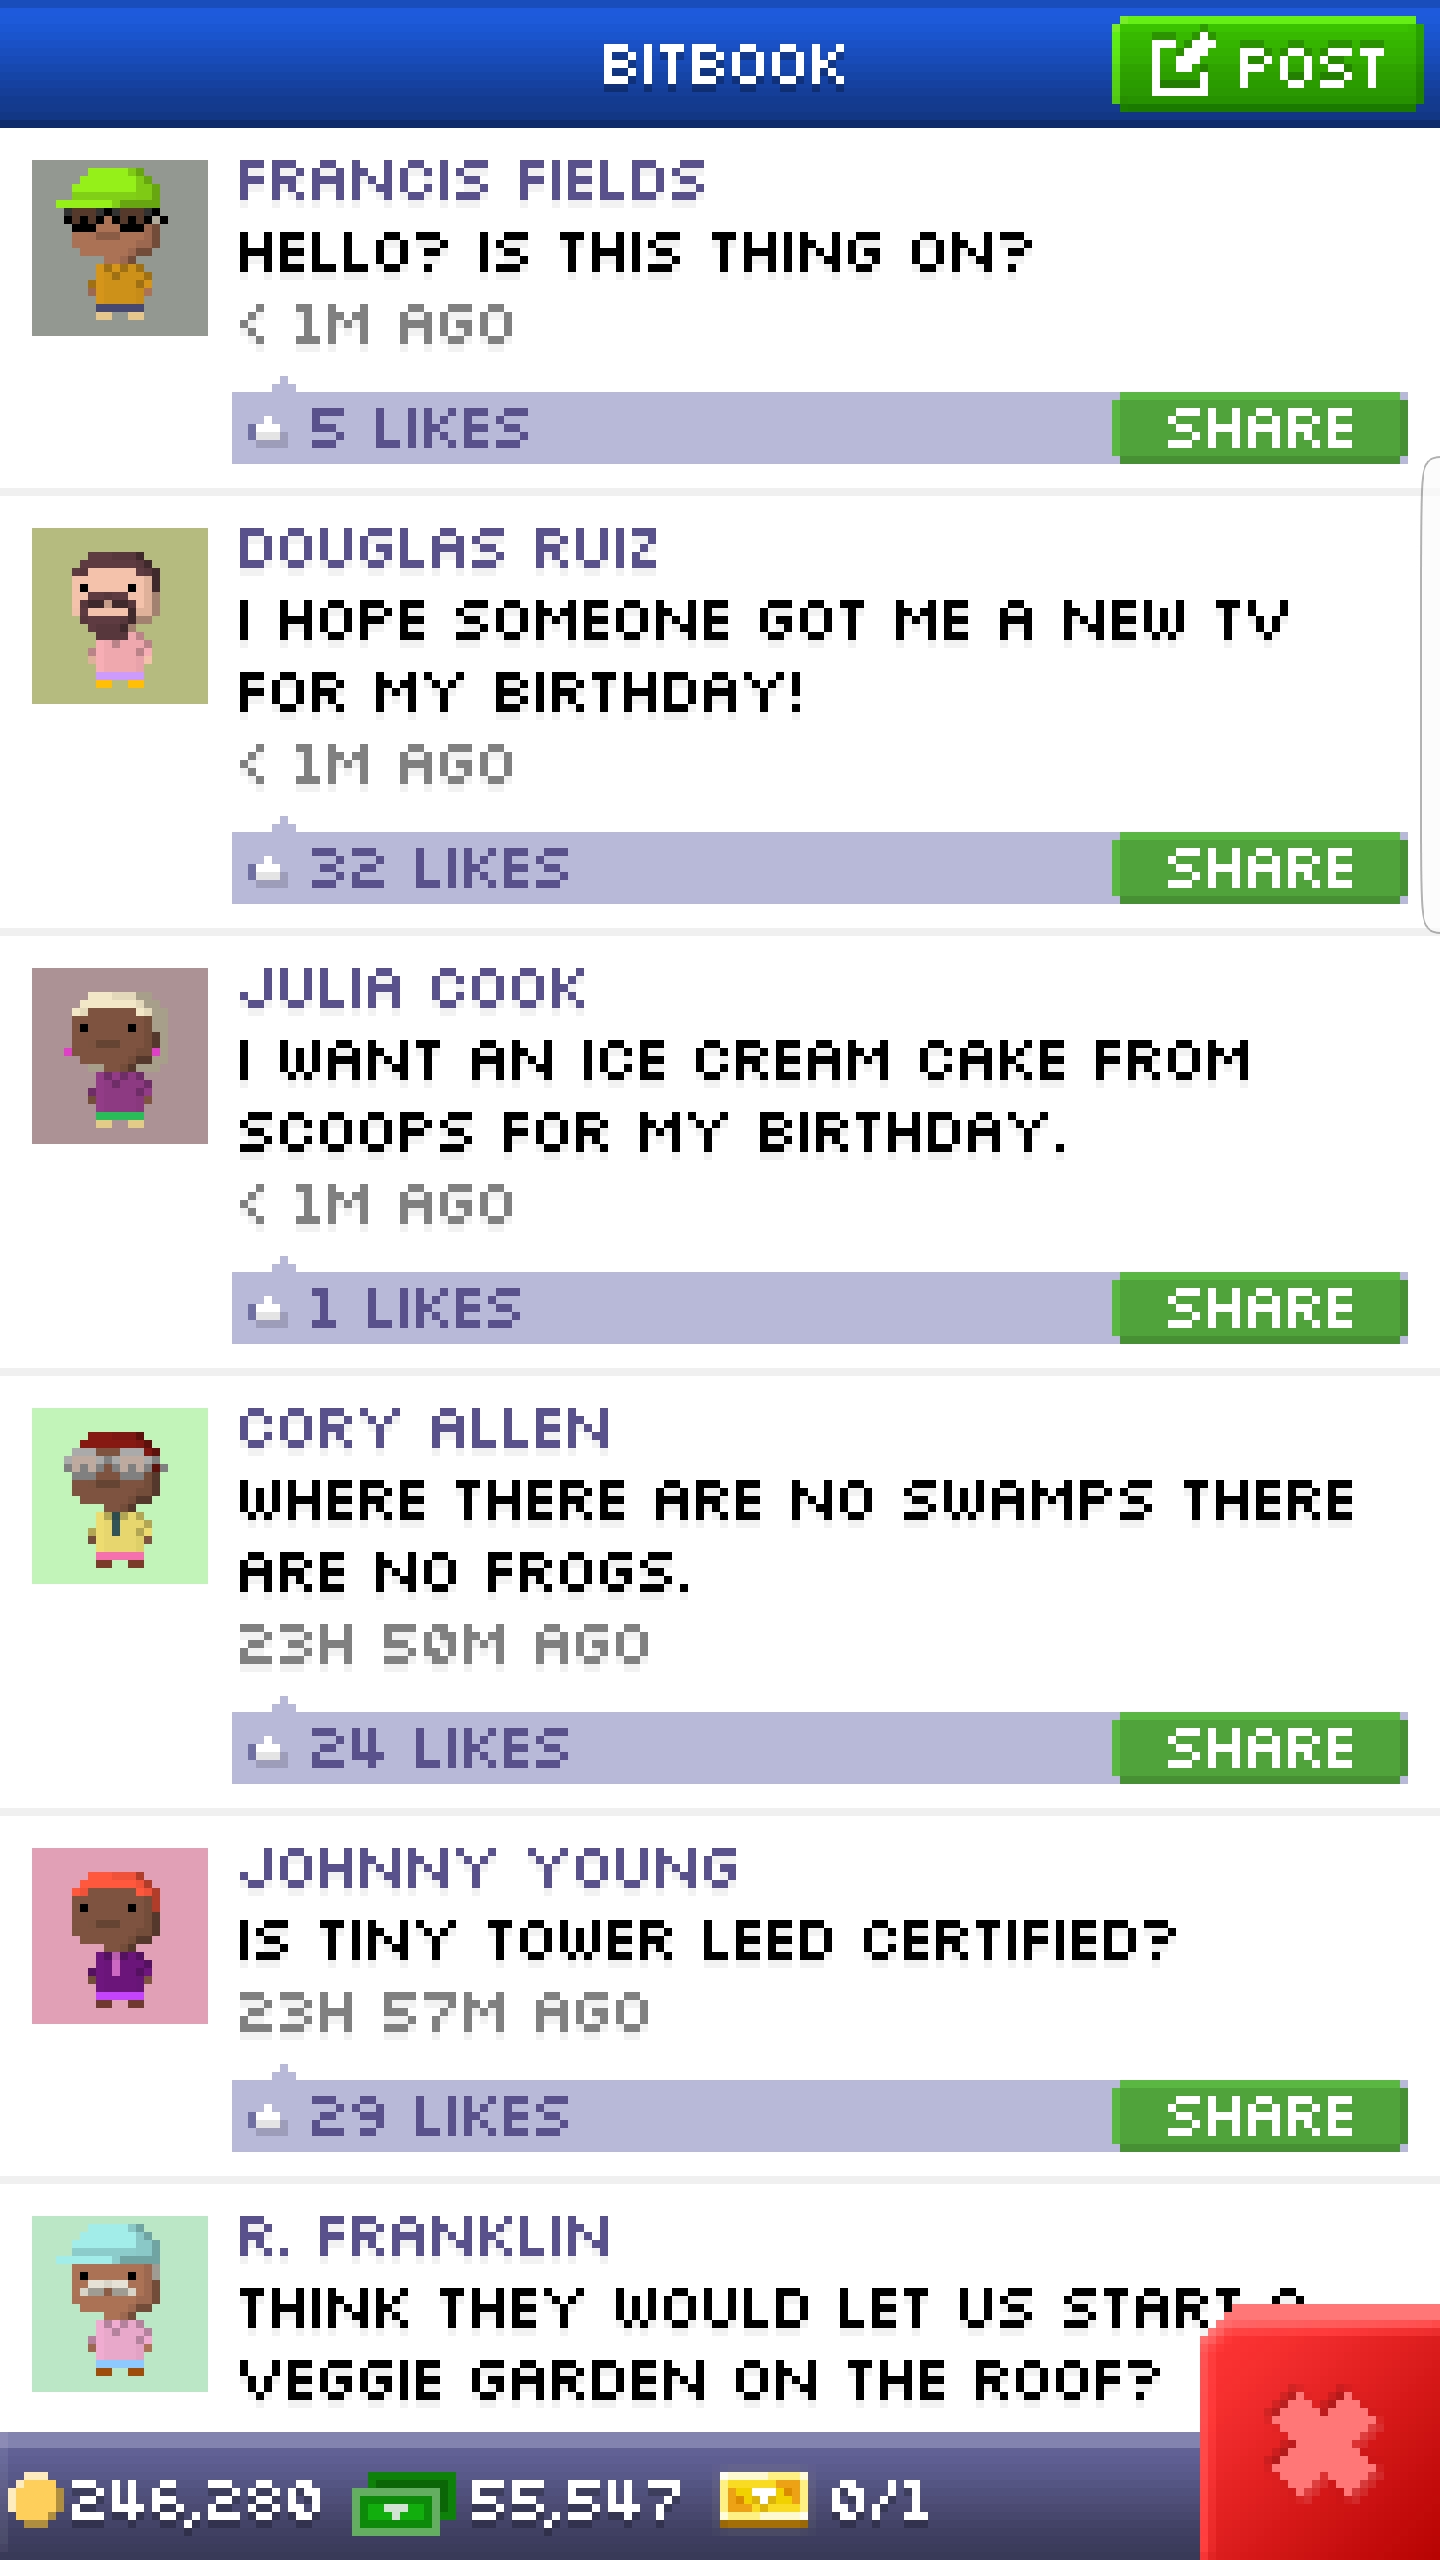 BITBOOK
POST
FRANCIS FIELDS
HELLO? IS THIS THING ON?
< 1M AGO
5 LIKES
SHARE
DOUGLAS RUIZ
I HOPE SOMEONE GOT ME A NEW TV
FOR MY BIRTHDAY!
< 1M AGO
32 LIKES
SHARE
JULIA COOK
I WANT AN ICE CREAM CAKE FROM
SCOOPS FOR MY BIRTHDAY.
< 1M AGO
1 LIKES
SHARE
CORY ALLEN
WHERE THERE ARE NO SWAMPS THERE
ARE NO FROGS.
23H 50M AGO
24 LIKES
SHARE
JOHNNY YOUNG
IS TINY TOWER LEED CERTIFIED?
23H 57M AGO
29 LIKES
SHARE
R. FRANKLIN
THINK THEY WOULD LET US START A
VEGGIE GARDEN ON THE ROOF?
246,280
55,547
0/1